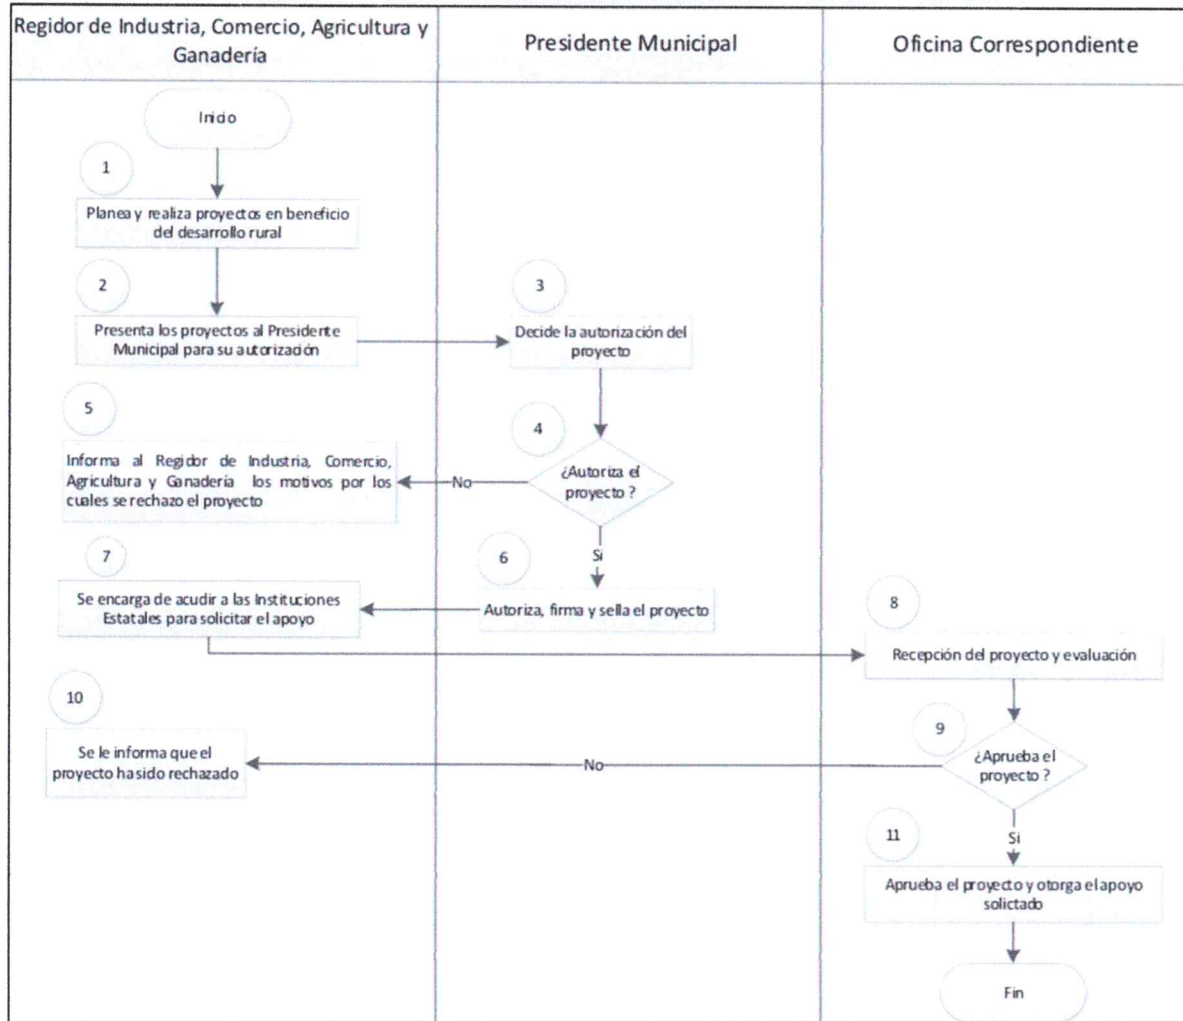 Regidor de Industria, Comercio, Agricultura y
Ganadería
Presidente Municipal
Oficina Correspondiente
Inicio
1
Planea y realiza proyectos en beneficio
del desarrollo rural
2
Presenta los proyectos al Presidente
Municipal para su autorización
3
Decide la autorización del
proyecto
4
¿Autoriza el
proyecto ?
No
5
Informa al Regidor de Industria, Comercio,
Agricultura y Ganadería los motivos por los
cuales se rechazo el proyecto
Si
6
Autoriza, firma y sella el proyecto
7
Se encarga de acudir a las Instituciones
Estatales para solicitar el apoyo
8
Recepción del proyecto y evaluación
9
¿Aprueba el
proyecto ?
No
10
Se le informa que el
proyecto ha sido rechazado
Si
11
Aprueba el proyecto y otorga el apoyo
solictado
Fin